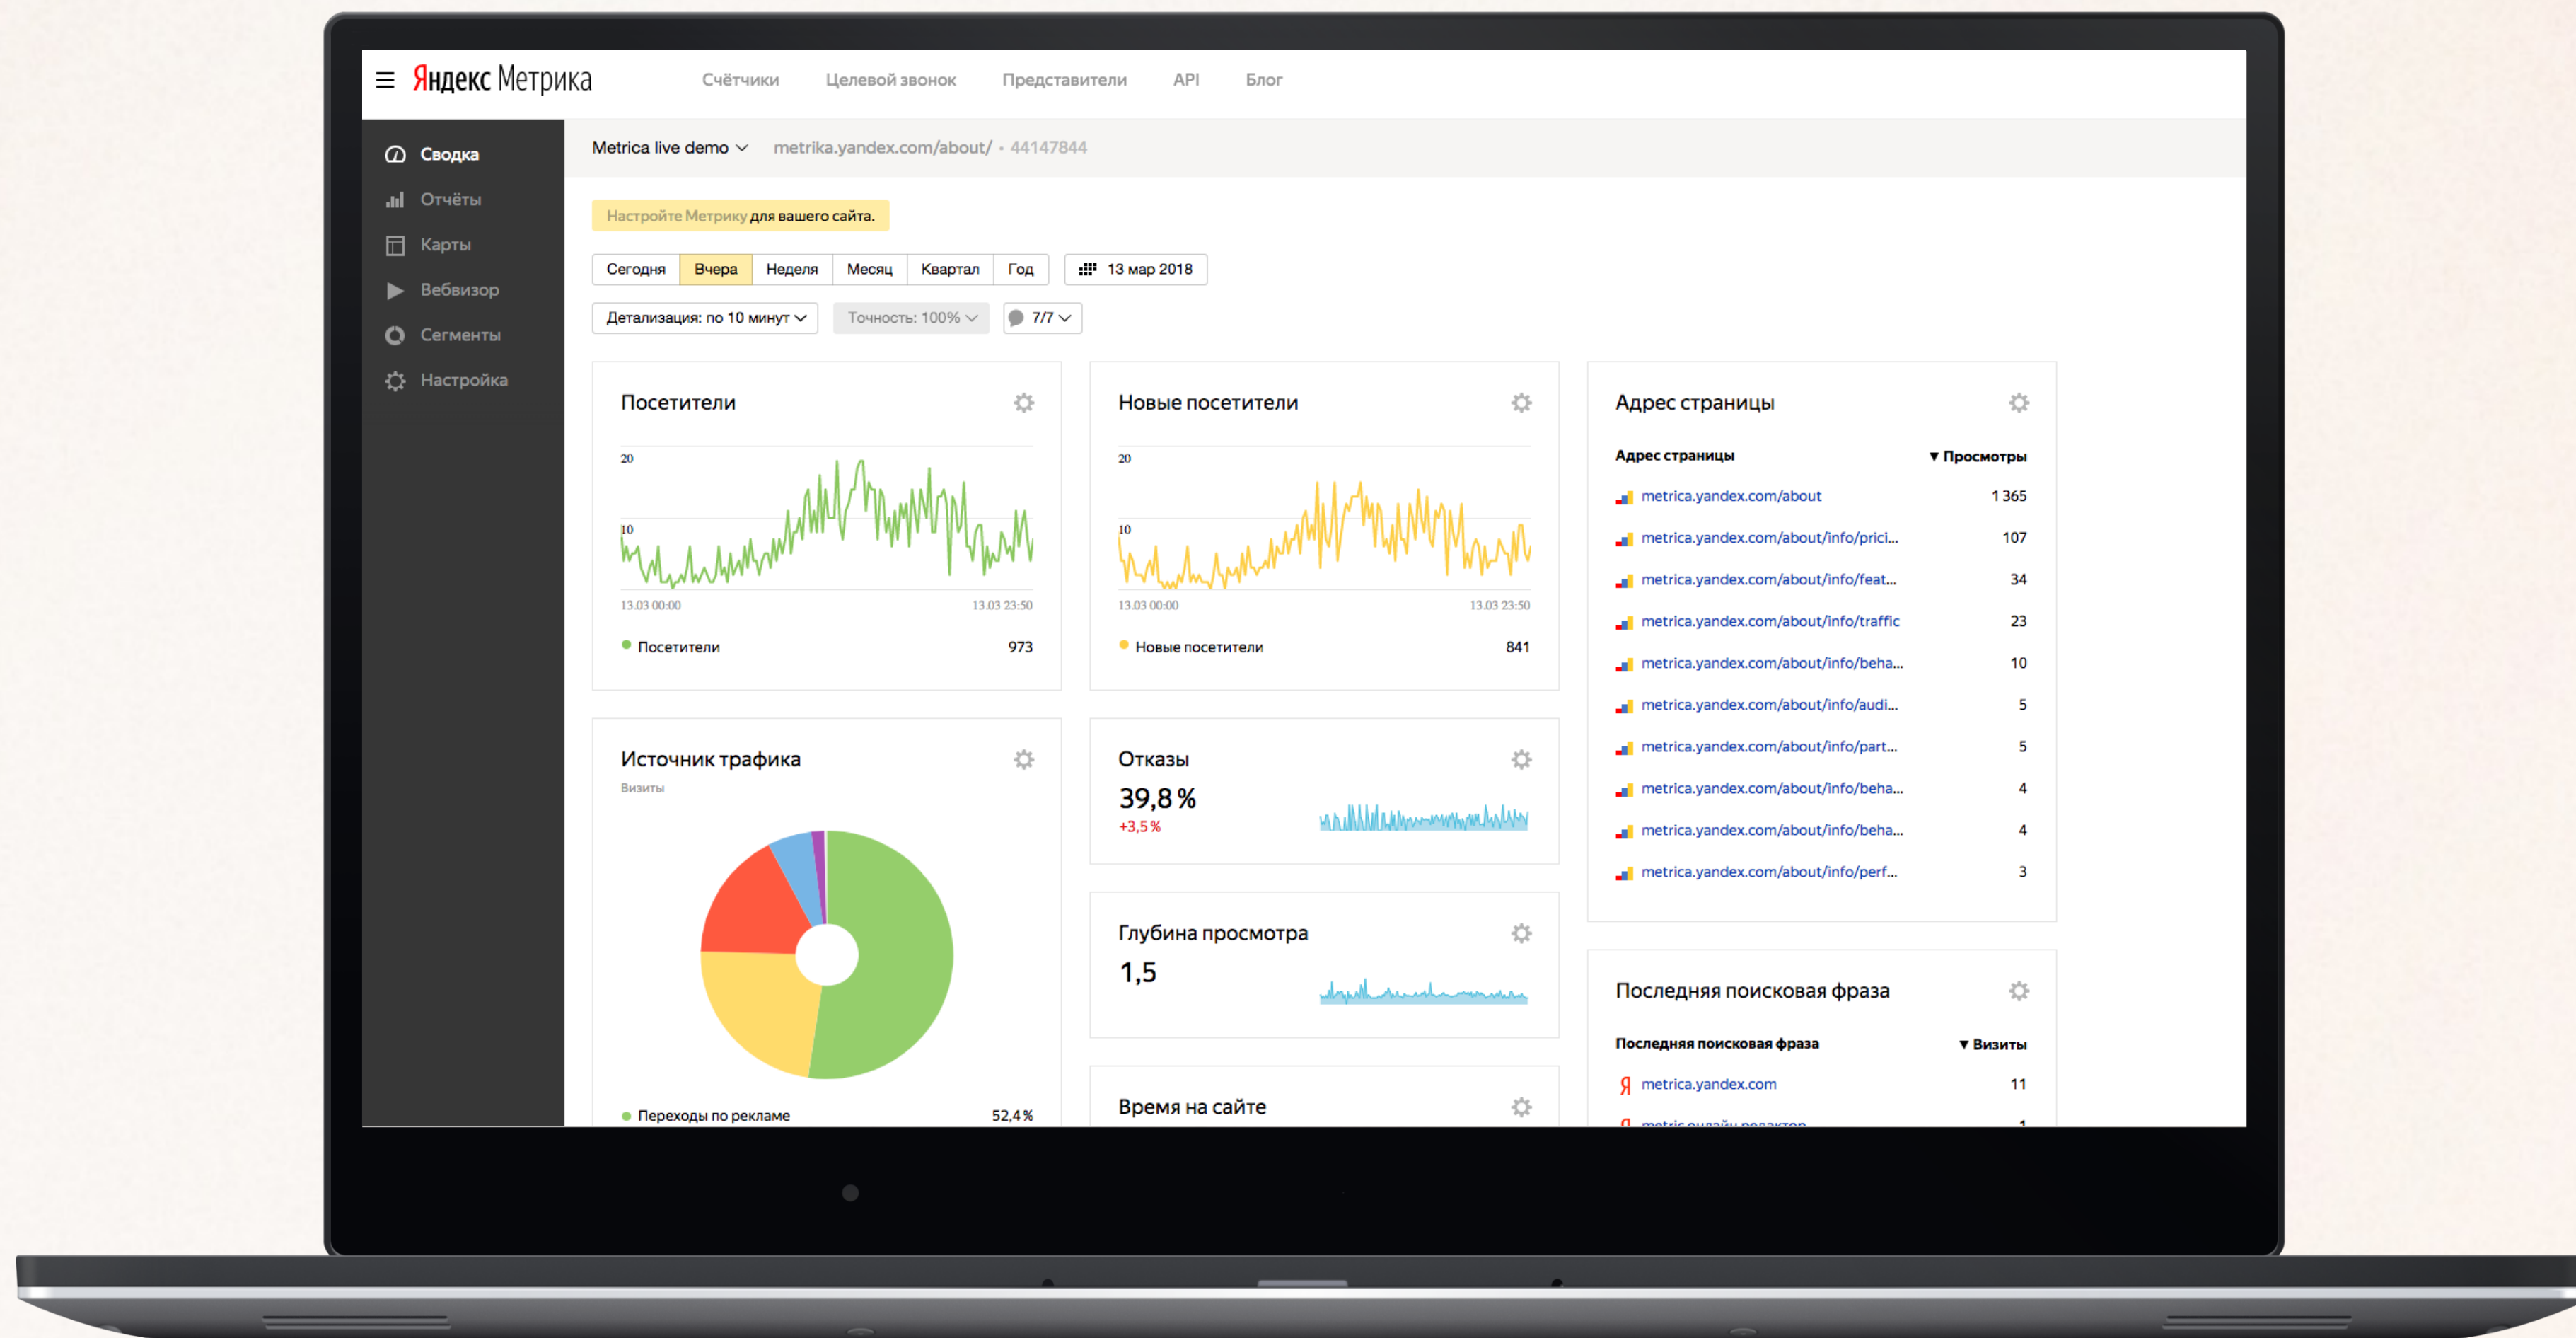 Яндекс Метрика
Счётчики Целевой звонок Представители API Блог
Сводка
Отчёты
Карты
Вебвизор
Сегменты
Настройка
Metrica live demo metrika.yandex.com/about/ • 44147844
Настройте Метрику для вашего сайта.
Сегодня Вчера Неделя Месяц Квартал Год 13 мар 2018
Детализация: по 10 минут Точность: 100% 7/7
Посетители
20
10
13.03 00:00 13.03 23:50
Посетители 973
Новые посетители
20
10
13.03 00:00 13.03 23:50
Новые посетители 841
Адрес страницы
Адрес страницы ▼ Просмотры
metrica.yandex.com/about 1 365
metrica.yandex.com/about/info/prici... 107
metrica.yandex.com/about/info/feat... 34
metrica.yandex.com/about/info/traffic 23
metrica.yandex.com/about/info/beha... 10
metrica.yandex.com/about/info/audi... 5
metrica.yandex.com/about/info/part... 5
metrica.yandex.com/about/info/beha... 4
metrica.yandex.com/about/info/beha... 4
metrica.yandex.com/about/info/perf... 3
Источник трафика
Визиты
Переходы по рекламе 52,4 %
Отказы
39,8 %
+3,5 %
Глубина просмотра
1,5
Время на сайте
Последняя поисковая фраза
Последняя поисковая фраза ▼ Визиты
Я metrica.yandex.com 11
Я metric онлайн редактор 1